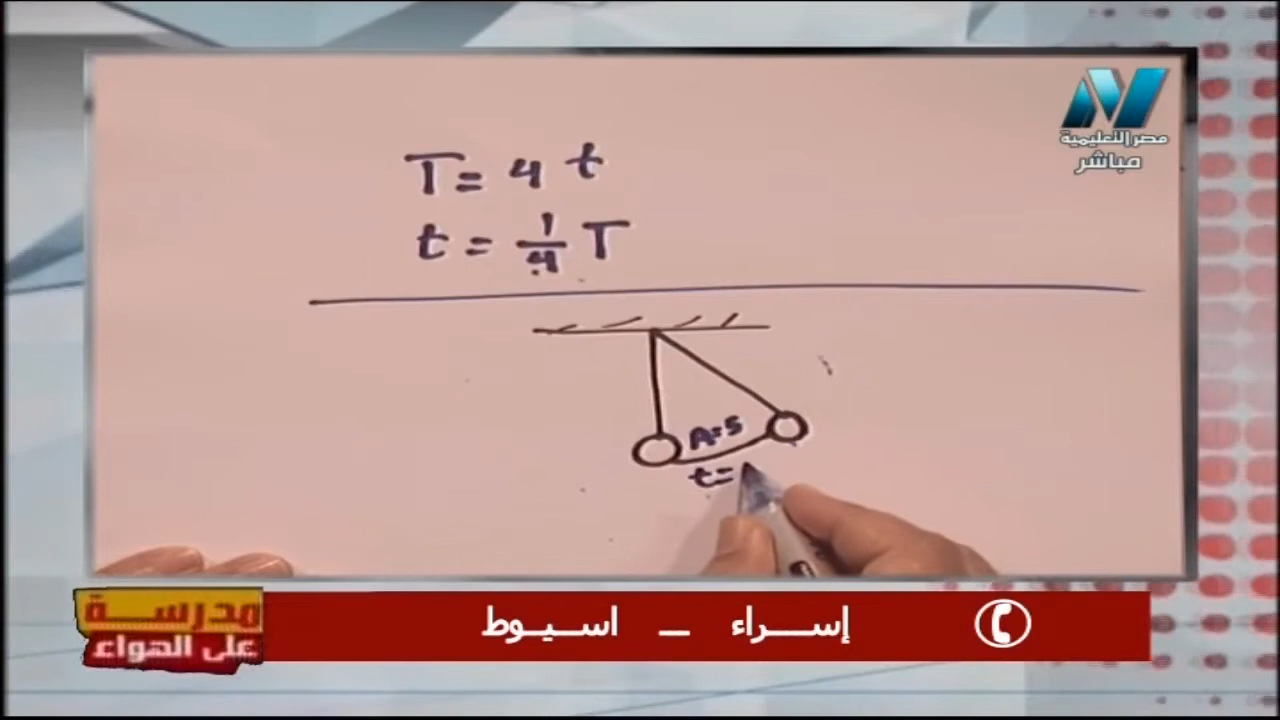 مصر التعليمية
مباشر
T = 4 t
t = 1/4 T
A=5
t=
مدرسة
على الهواء
إسراء – اسيوط